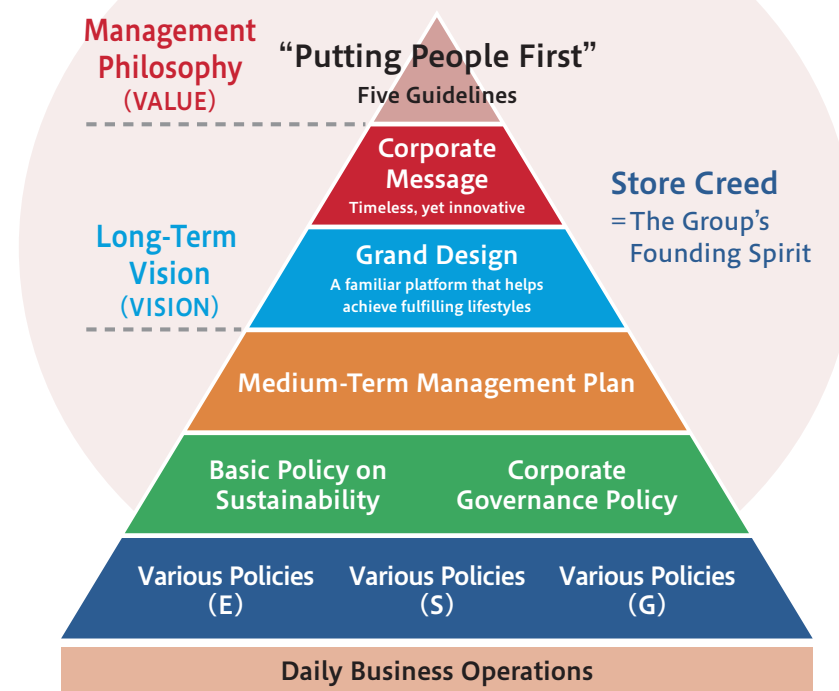 Management
Philosophy
(VALUE)
“Putting People First”
Five Guidelines
Corporate
Message
Timeless, yet innovative
Store Creed
=The Group’s
Founding Spirit
Long-Term
Vision
(VISION)
Grand Design
A familiar platform that helps
achieve fulfilling lifestyles
Medium-Term Management Plan
Basic Policy on
Sustainability
Corporate
Governance Policy
Various Policies
(E)
Various Policies
(S)
Various Policies
(G)
Daily Business Operations